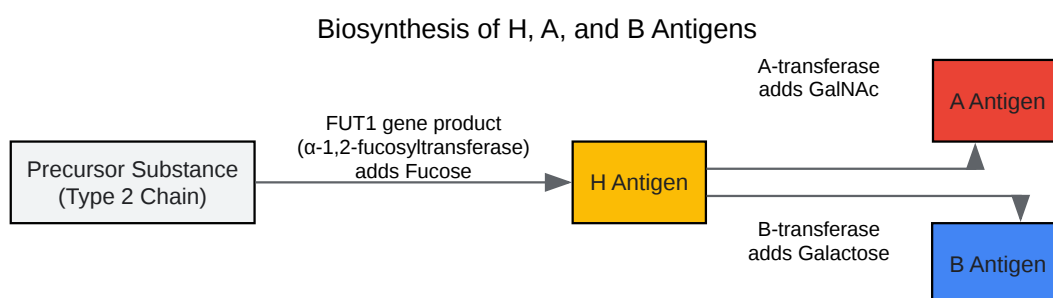 Biosynthesis of H, A, and B Antigens
A-transferase
adds GalNAc
A Antigen
FUT1 gene product
(α-1,2-fucosyltransferase)
adds Fucose
Precursor Substance
(Type 2 Chain)
H Antigen
B-transferase
adds Galactose
B Antigen